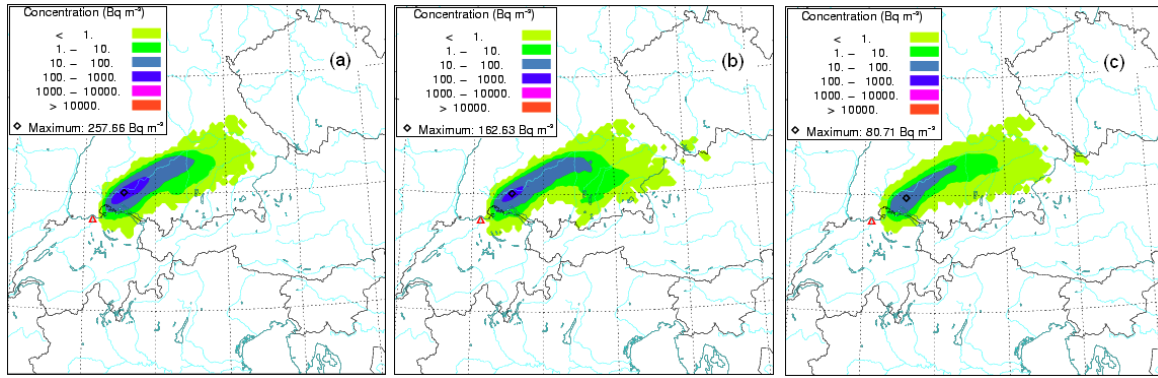 Concentration (Bq m⁻³)
< 1.
1. – 10.
10. – 100.
100. – 1000.
1000. – 10000.
> 10000.
Maximum: 257.66 Bq m⁻³
(a)
Concentration (Bq m⁻³)
< 1.
1. – 10.
10. – 100.
100. – 1000.
1000. – 10000.
> 10000.
Maximum: 162.63 Bq m⁻³
(b)
Concentration (Bq m⁻³)
< 1.
1. – 10.
10. – 100.
100. – 1000.
1000. – 10000.
> 10000.
Maximum: 80.71 Bq m⁻³
(c)